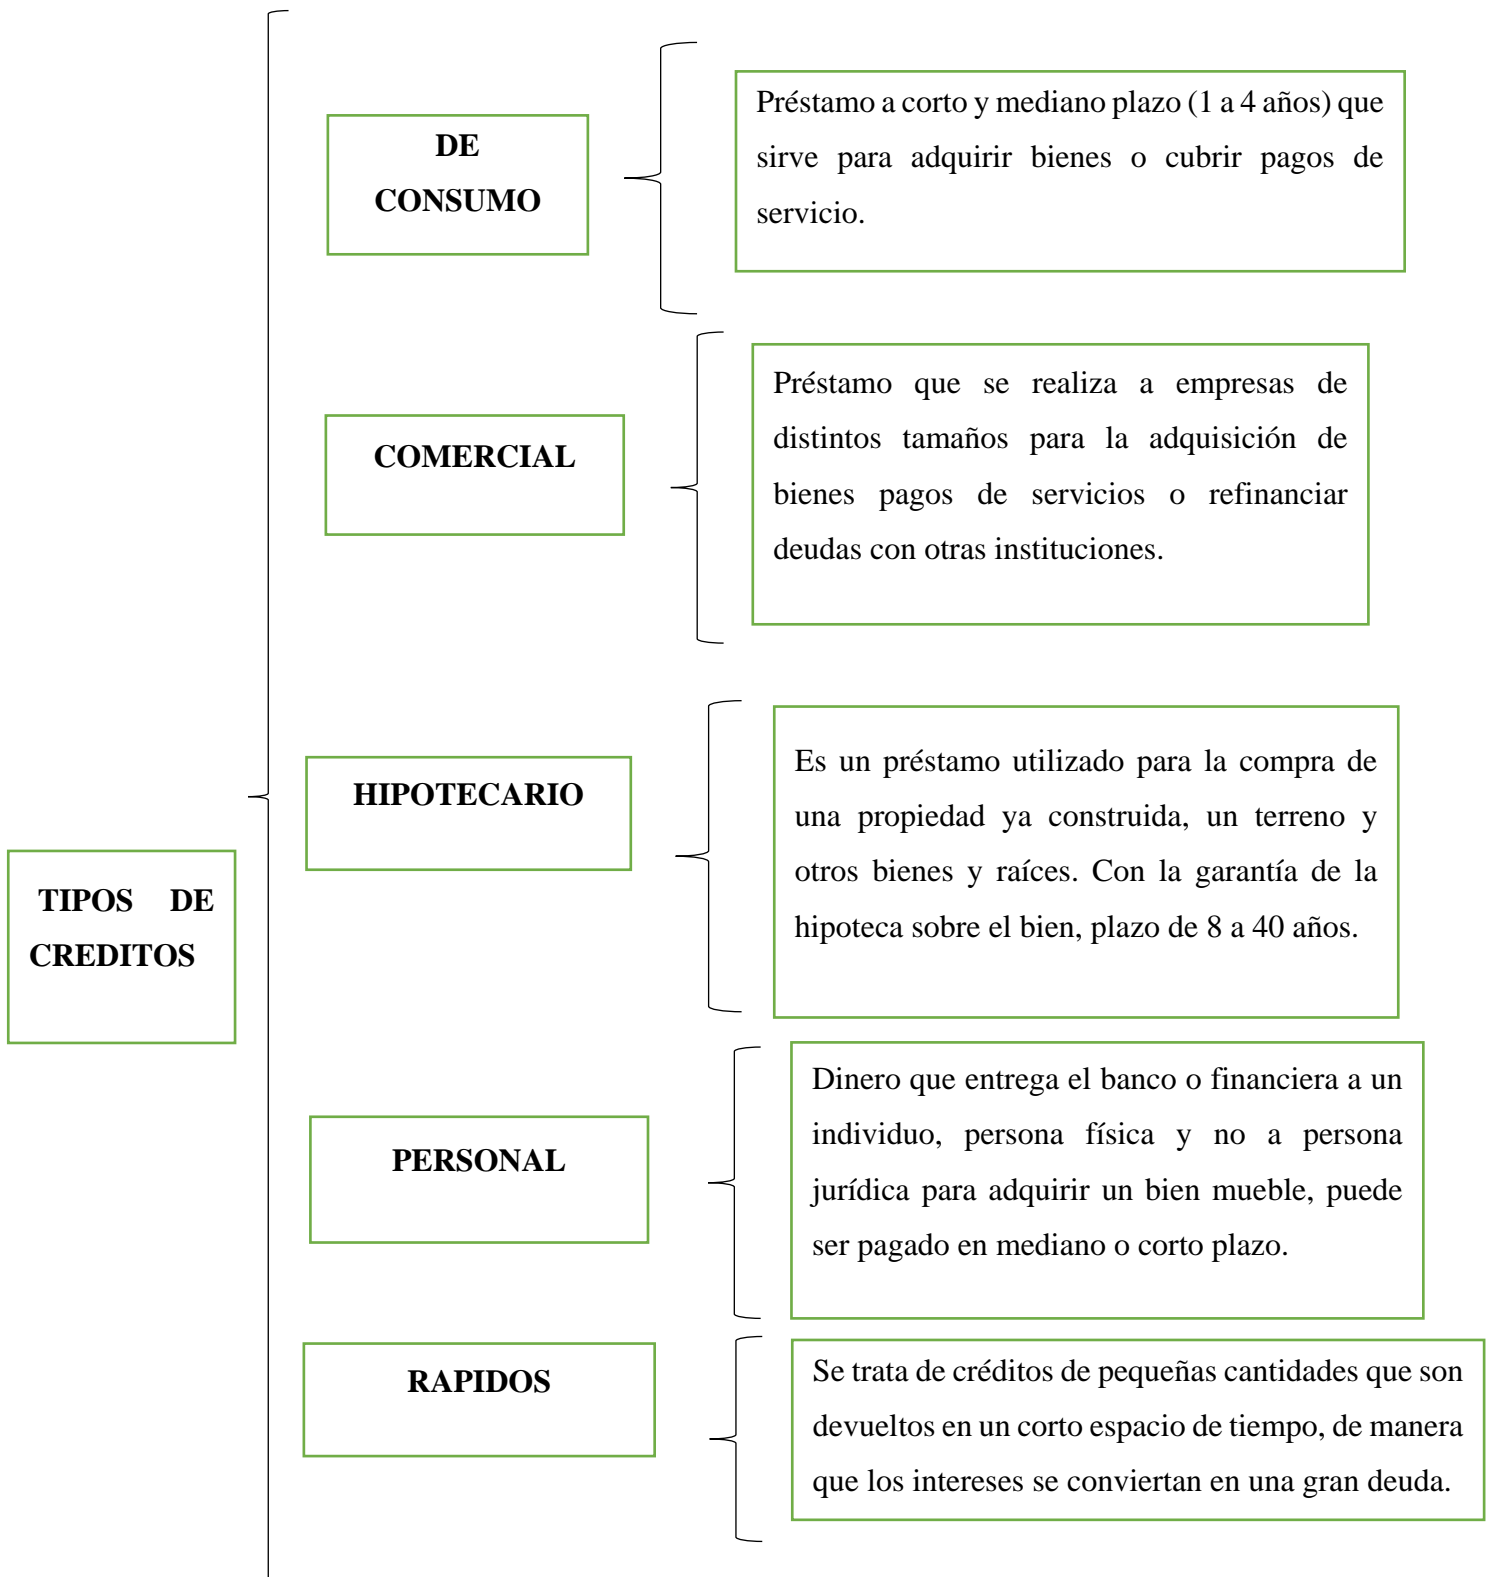 TIPOS DE
CREDITOS
DE
CONSUMO
Préstamo a corto y mediano plazo (1 a 4 años) que
sirve para adquirir bienes o cubrir pagos de
servicio.
COMERCIAL
Préstamo que se realiza a empresas de
distintos tamaños para la adquisición de
bienes pagos de servicios o refinanciar
deudas con otras instituciones.
HIPOTECARIO
Es un préstamo utilizado para la compra de
una propiedad ya construida, un terreno y
otros bienes y raíces. Con la garantía de la
hipoteca sobre el bien, plazo de 8 a 40 años.
PERSONAL
Dinero que entrega el banco o financiera a un
individuo, persona física y no a persona
jurídica para adquirir un bien mueble, puede
ser pagado en mediano o corto plazo.
RAPIDOS
Se trata de créditos de pequeñas cantidades que son
devueltos en un corto espacio de tiempo, de manera
que los intereses se conviertan en una gran deuda.